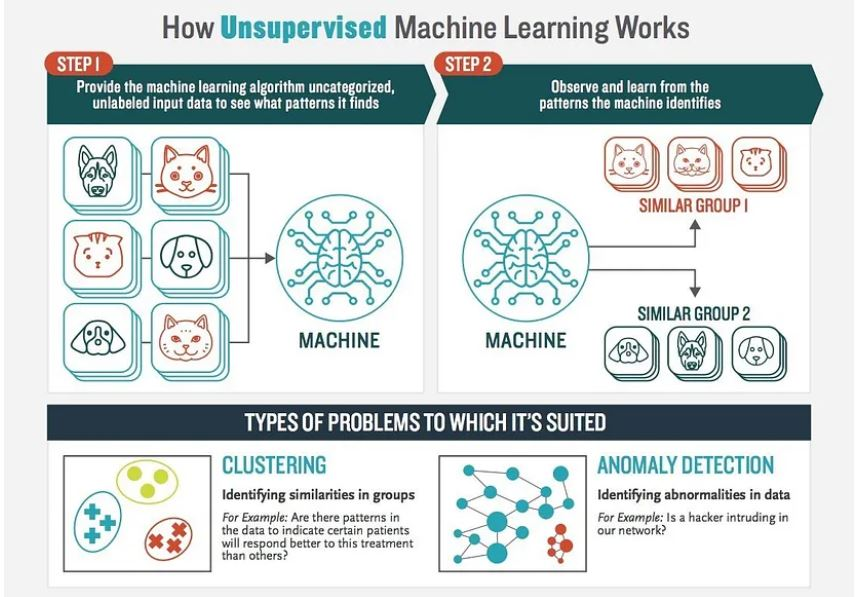 How Unsupervised Machine Learning Works
STEP 1
Provide the machine learning algorithm uncategorized,
unlabeled input data to see what patterns it finds
MACHINE
STEP 2
Observe and learn from the
patterns the machine identifies
MACHINE
SIMILAR GROUP 1
SIMILAR GROUP 2
TYPES OF PROBLEMS TO WHICH IT'S SUITED
CLUSTERING
Identifying similarities in groups
For Example: Are there patterns in
the data to indicate certain patients
will respond better to this treatment
than others?
ANOMALY DETECTION
Identifying abnormalities in data
For Example: Is a hacker intruding in
our network?